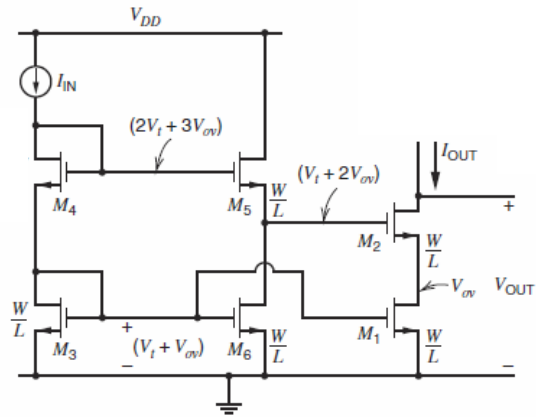 V_DD
I_IN
(2V_t + 3V_ov)
I_OUT
(V_t + 2V_ov)
+
M_4
M_5
W/L
M_2
W/L
V_ov
V_OUT
W/L
M_3
+
(V_t + V_ov)
–
M_6
W/L
M_1
W/L
–